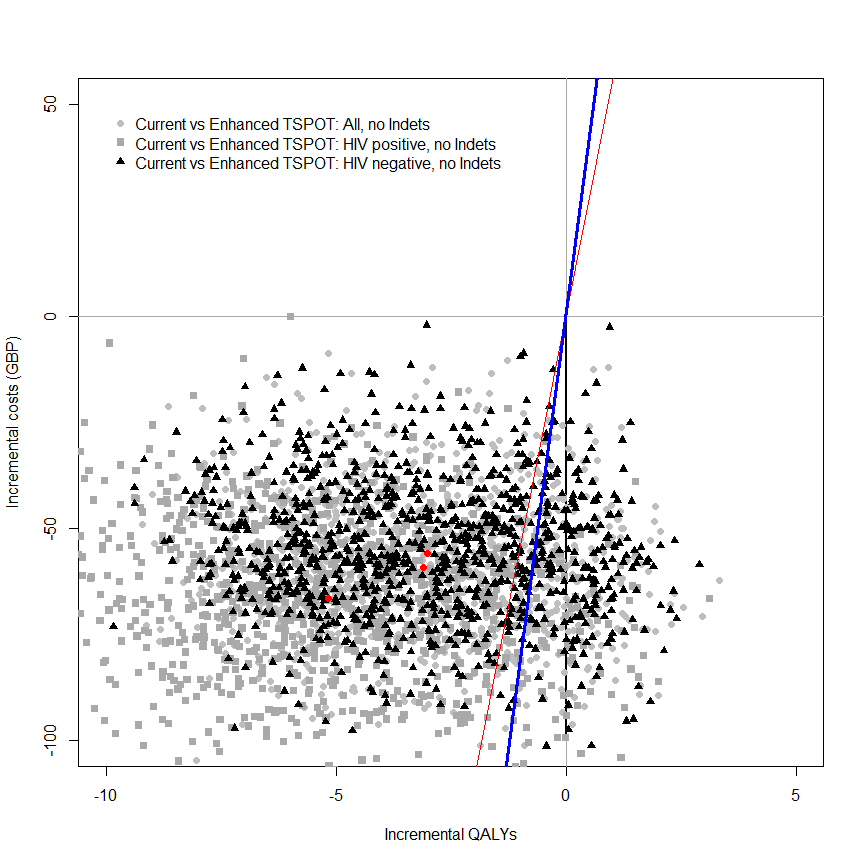 Current vs Enhanced TSPOT: All, no Indets
Current vs Enhanced TSPOT: HIV positive, no Indets
Current vs Enhanced TSPOT: HIV negative, no Indets
Incremental costs (GBP)
50
0
-50
-100
-10
-5
0
5
Incremental QALYs